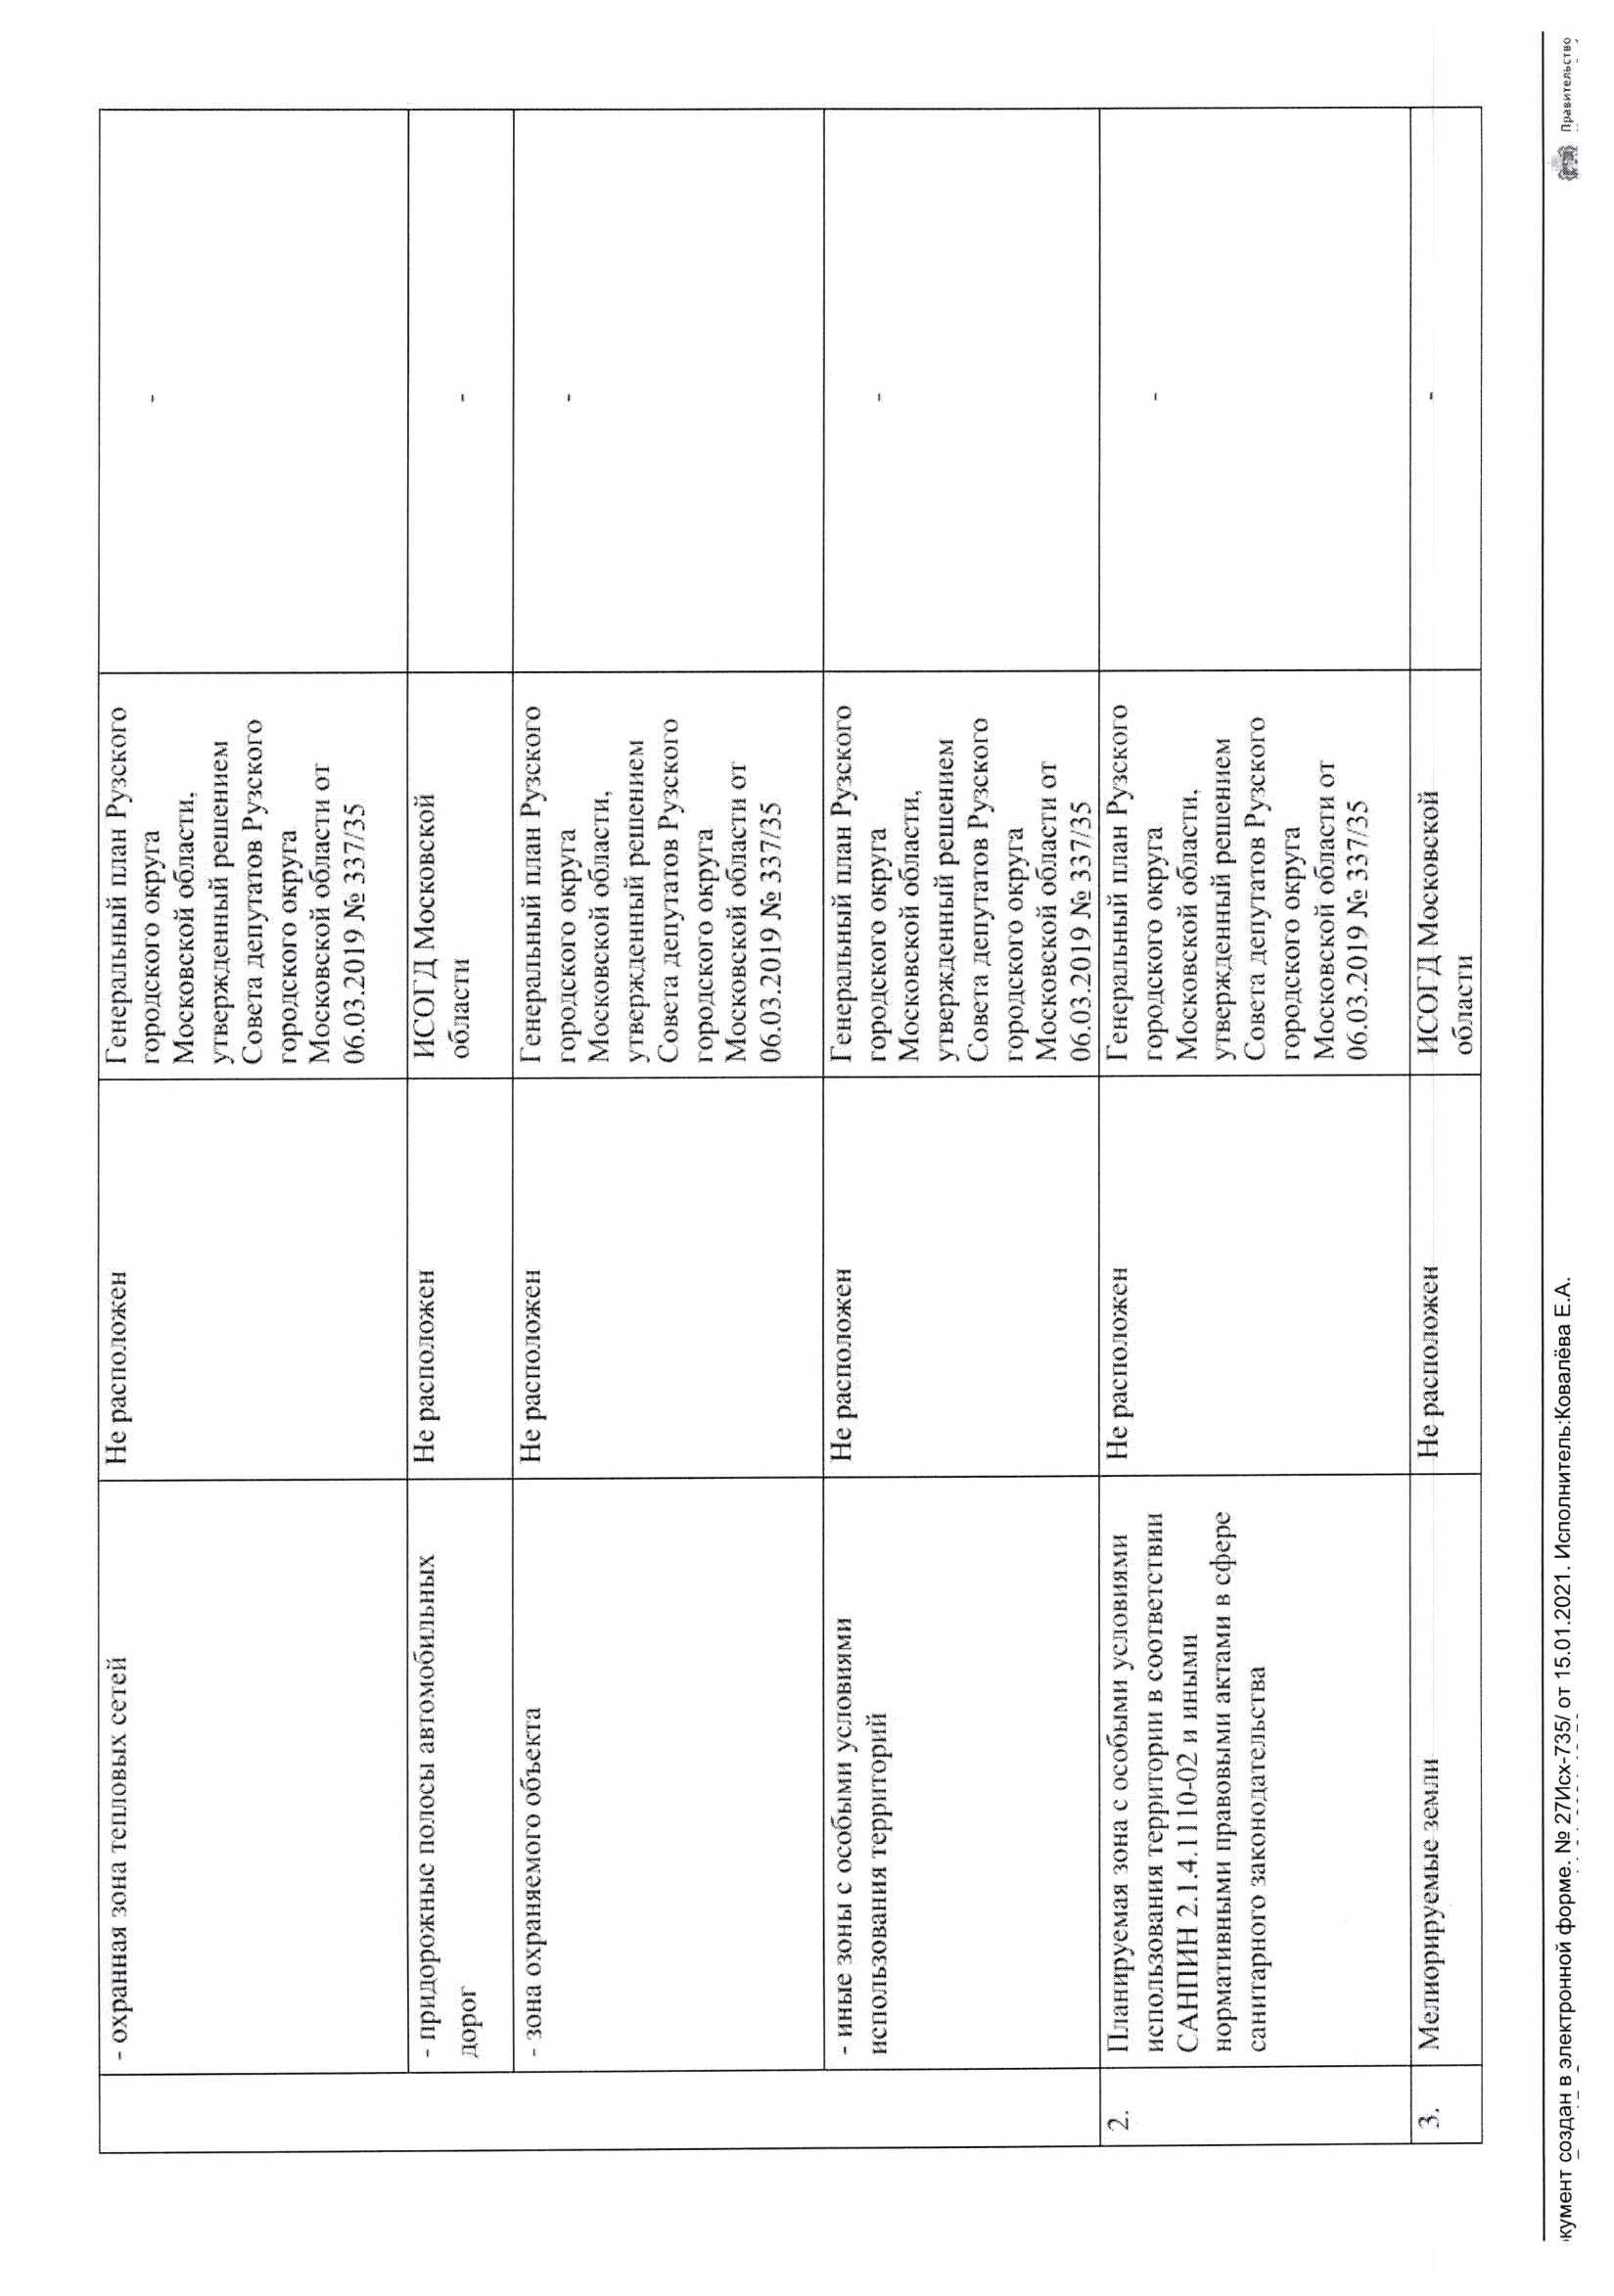 - охранная зона тепловых сетей
Не расположен
Генеральный план Рузского
городского округа
Московской области,
утвержденный решением
Совета депутатов Рузского
городского округа
Московской области от
06.03.2019 № 337/35
-
- придорожные полосы автомобильных
дорог
Не расположен
ИСОГД Московской
области
-
- зона охраняемого объекта
Не расположен
Генеральный план Рузского
городского округа
Московской области,
утвержденный решением
Совета депутатов Рузского
городского округа
Московской области от
06.03.2019 № 337/35
-
- иные зоны с особыми условиями
использования территорий
Не расположен
Генеральный план Рузского
городского округа
Московской области,
утвержденный решением
Совета депутатов Рузского
городского округа
Московской области от
06.03.2019 № 337/35
-
2.
Планируемая зона с особыми условиями
использования территории в соответствии
САНПИН 2.1.4.1110-02 и иными
нормативными правовыми актами в сфере
санитарного законодательства
Не расположен
Генеральный план Рузского
городского округа
Московской области,
утвержденный решением
Совета депутатов Рузского
городского округа
Московской области от
06.03.2019 № 337/35
-
3.
Мелиорируемые земли
Не расположен
ИСОГД Московской
области
-
кумент создан в электронной форме. № 27Исх-735/ от 15.01.2021. Исполнитель:Ковалёва Е.А.
Правительство